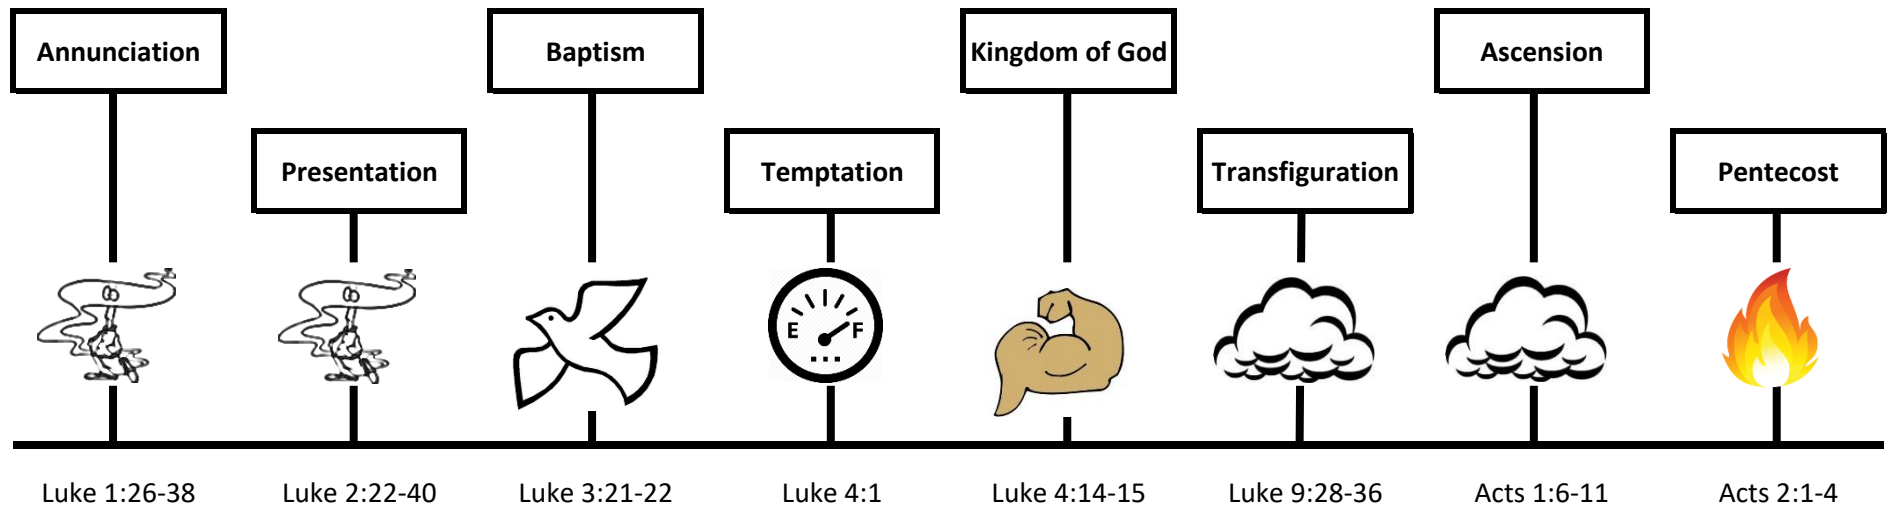 Annunciation
Baptism
Kingdom of God
Ascension
Presentation
Temptation
Transfiguration
Pentecost
E F
Luke 1:26-38
Luke 2:22-40
Luke 3:21-22
Luke 4:1
Luke 4:14-15
Luke 9:28-36
Acts 1:6-11
Acts 2:1-4